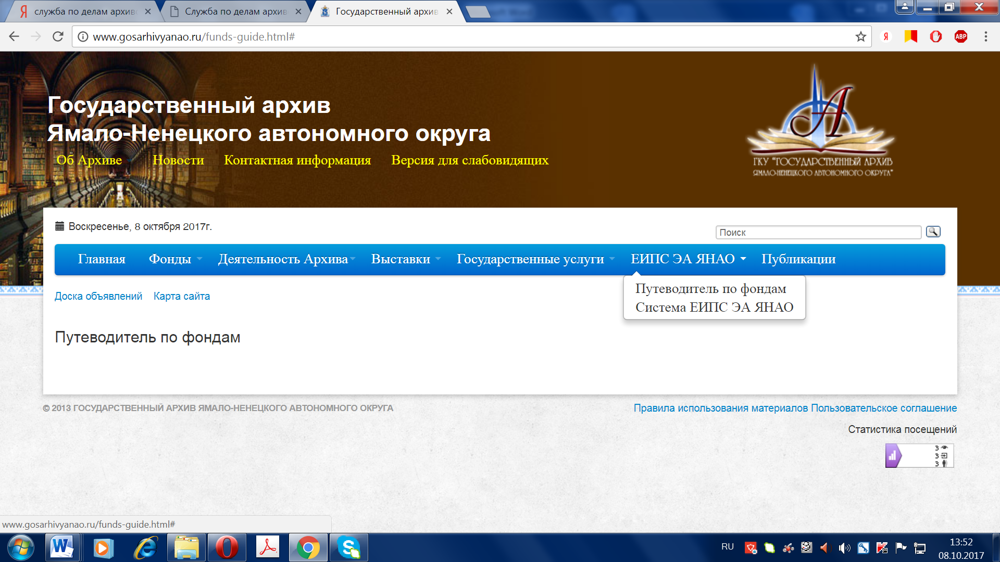 служба по делам архив
Служба по делам архив
Государственный архив
www.gosarhivyanao.ru/funds-guide.html#
Я
ABP
Государственный архив
Ямало-Ненецкого автономного округа
Об Архиве Новости Контактная информация Версия для слабовидящих
А
ГКУ "ГОСУДАРСТВЕННЫЙ АРХИВ
ЯМАЛО-НЕНЕЦКОГО АВТОНОМНОГО ОКРУГА"
Воскресенье, 8 октября 2017г.
Поиск
Главная Фонды Деятельность Архива Выставки Государственные услуги ЕИПС ЭА ЯНАО Публикации
Путеводитель по фондам
Система ЕИПС ЭА ЯНАО
Доска объявлений Карта сайта
Путеводитель по фондам
© 2013 ГОСУДАРСТВЕННЫЙ АРХИВ ЯМАЛО-НЕНЕЦКОГО АВТОНОМНОГО ОКРУГА
Правила использования материалов Пользовательское соглашение
Статистика посещений
3
3
3
www.gosarhivyanao.ru/funds-guide.html#
RU
13:52
08.10.2017